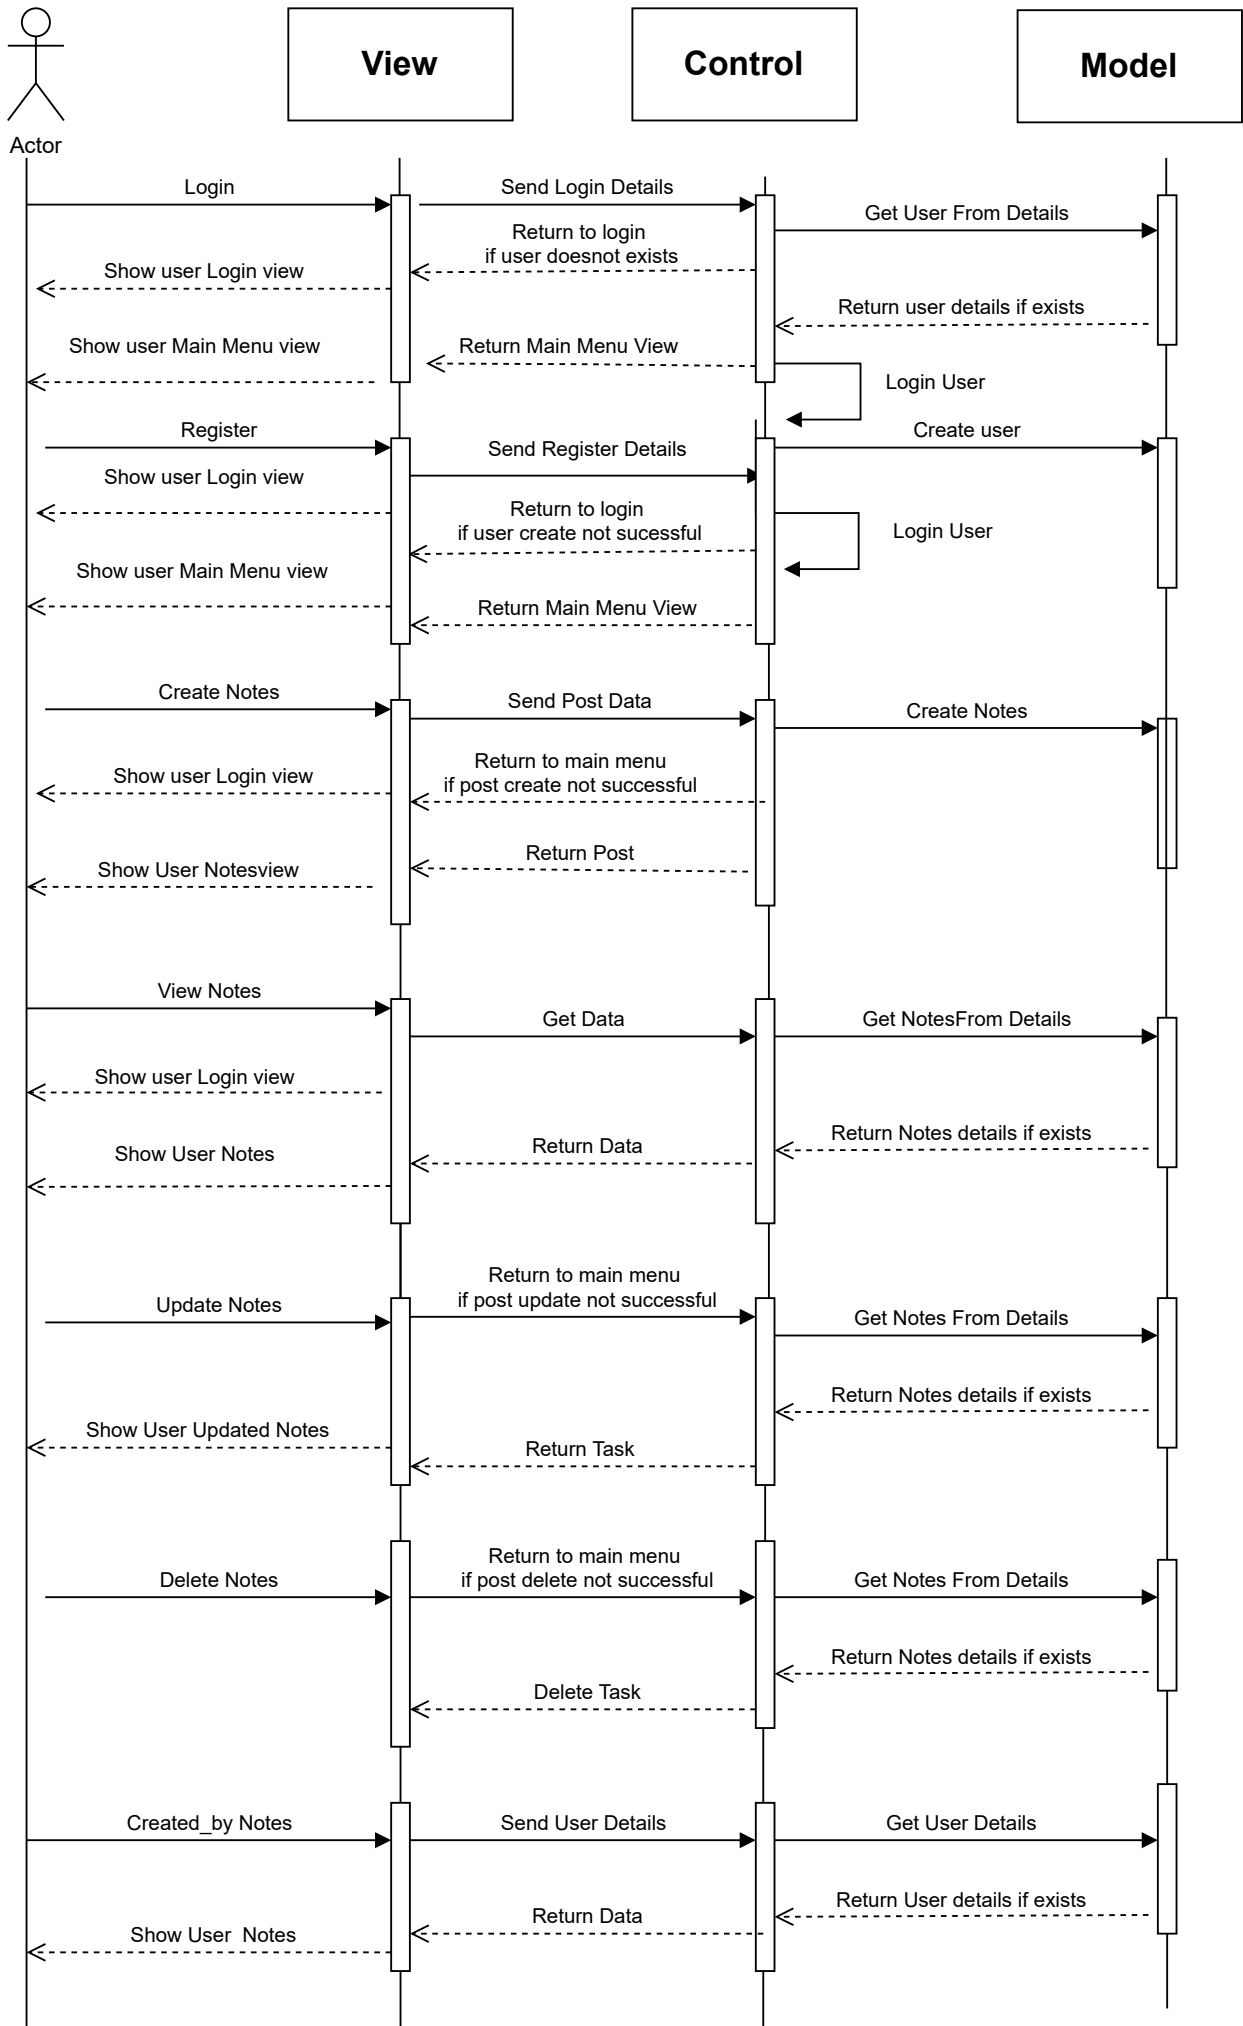 View
Control
Model
Actor
Login
Send Login Details
Get User From Details
Return to login
if user doesnot exists
Show user Login view
Return user details if exists
Show user Main Menu view
Return Main Menu View
Login User
Register
Create user
Send Register Details
Show user Login view
Return to login
if user create not sucessful
Login User
Show user Main Menu view
Return Main Menu View
Create Notes
Send Post Data
Create Notes
Return to main menu
if post create not successful
Show user Login view
Return Post
Show User Notesview
View Notes
Get Data
Get NotesFrom Details
Show user Login view
Return Notes details if exists
Return Data
Show User Notes
Return to main menu
if post update not successful
Update Notes
Get Notes From Details
Return Notes details if exists
Show User Updated Notes
Return Task
Return to main menu
if post delete not successful
Delete Notes
Get Notes From Details
Return Notes details if exists
Delete Task
Created_by Notes
Send User Details
Get User Details
Return User details if exists
Return Data
Show User  Notes